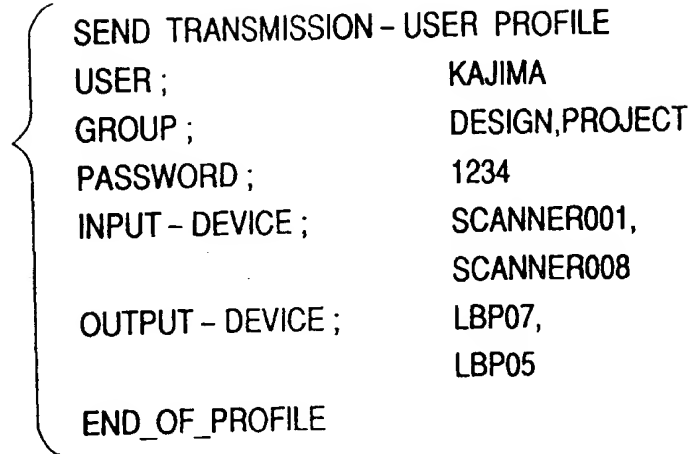 SEND TRANSMISSION – USER PROFILE
USER ; KAJIMA
GROUP ; DESIGN,PROJECT
PASSWORD ; 1234
INPUT – DEVICE ; SCANNER001,
SCANNER008
OUTPUT – DEVICE ; LBP07,
LBP05
END_OF_PROFILE